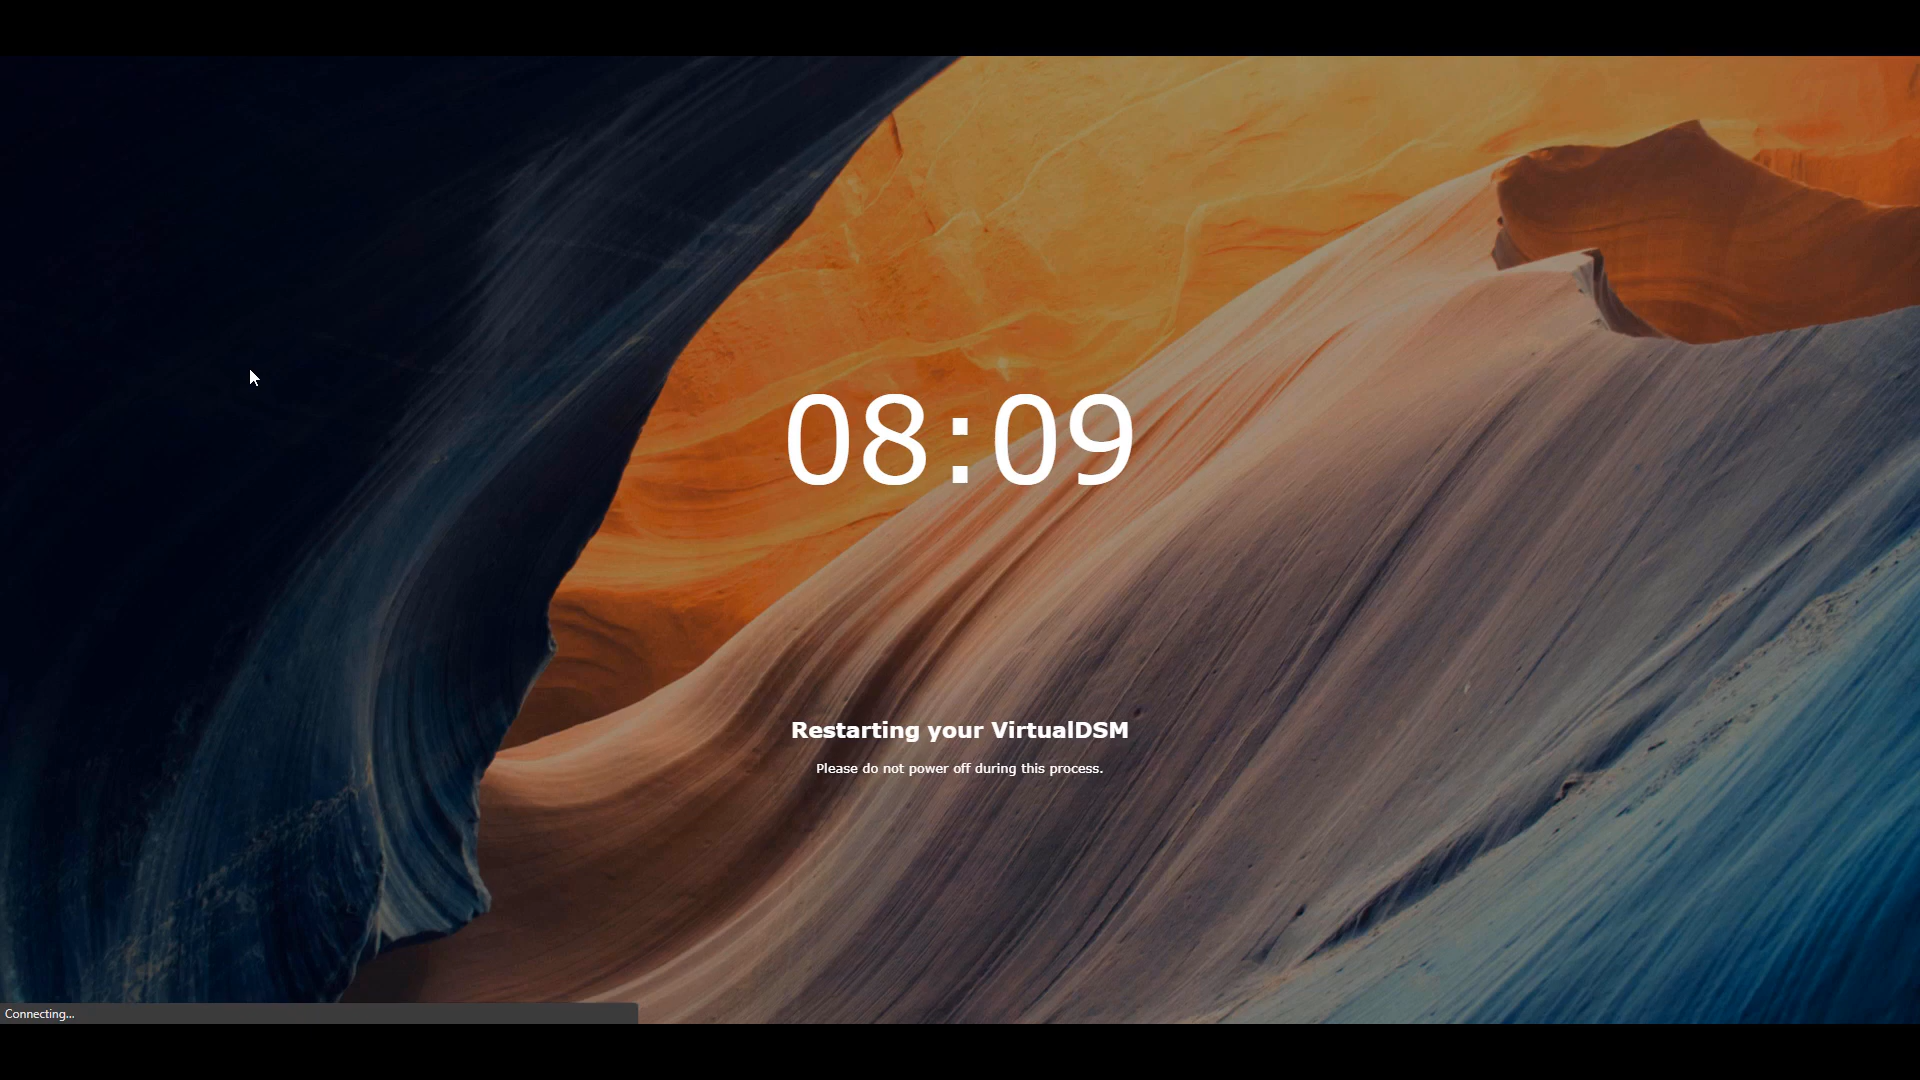 08:09
Restarting your VirtualDSM
Please do not power off during this process.
Connecting...